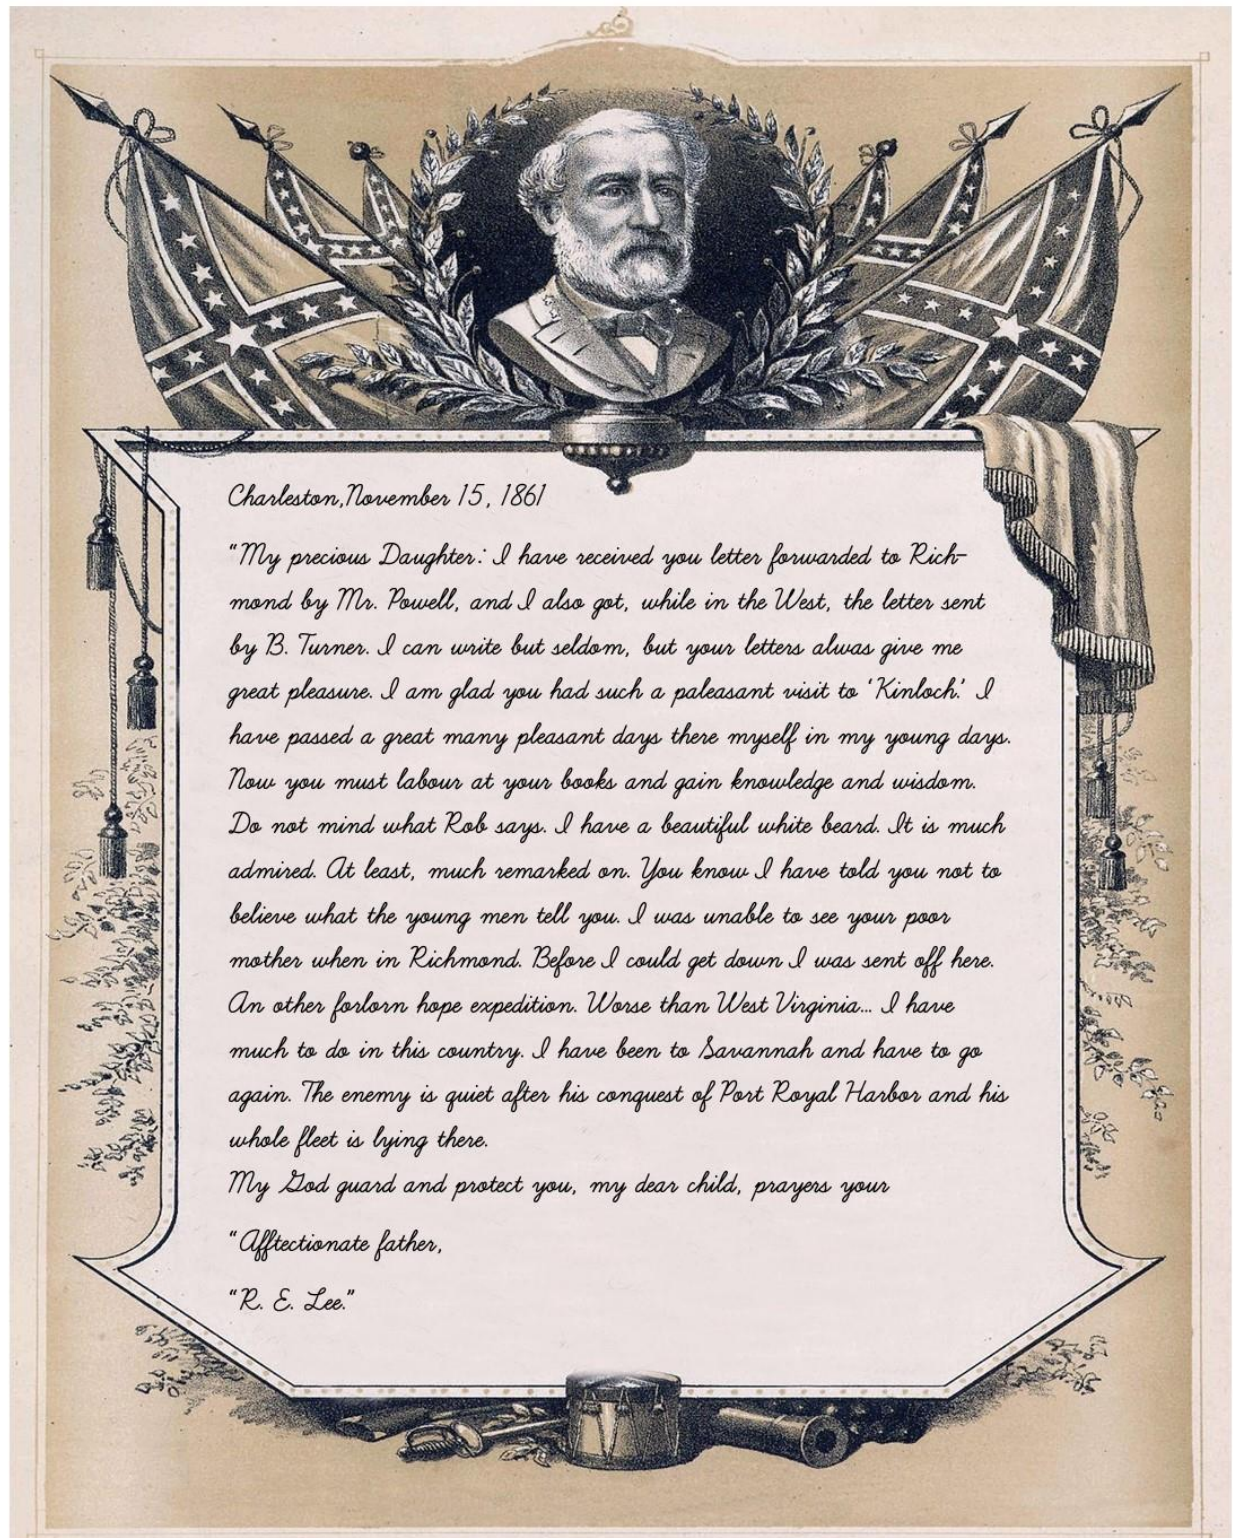 Charleston, November 15, 1861
"My precious Daughter: I have received you letter forwarded to Rich-
mond by Mr. Powell, and I also got, while in the West, the letter sent
by B. Turner. I can write but seldom, but your letters alwas give me
great pleasure. I am glad you had such a paleasant visit to 'Kinloch.' I
have passed a great many pleasant days there myself in my young days.
Now you must labour at your books and gain knowledge and wisdom.
Do not mind what Rob says. I have a beautiful white beard. It is much
admired. At least, much remarked on. You know I have told you not to
believe what the young men tell you. I was unable to see your poor
mother when in Richmond. Before I could get down I was sent off here.
An other forlorn hope expedition. Worse than West Virginia... I have
much to do in this country. I have been to Savannah and have to go
again. The enemy is quiet after his conquest of Port Royal Harbor and his
whole fleet is lying there.
My God guard and protect you, my dear child, prayers your
"Afftectionate father,
"R. E. Lee."